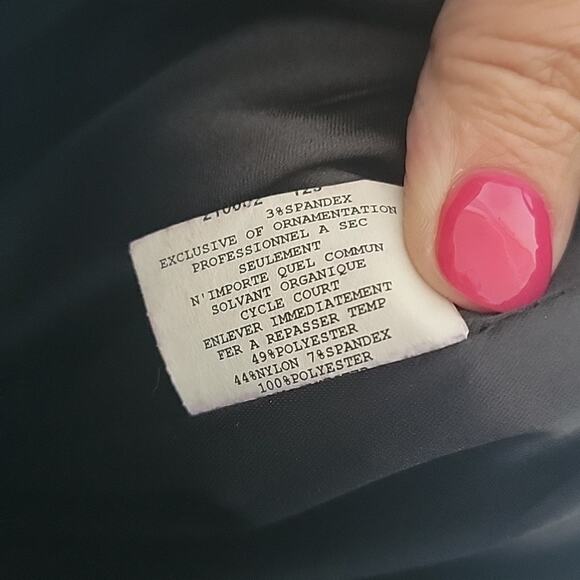 3%SPANDEX
EXCLUSIVE OF ORNAMENTATION
PROFESSIONNEL A SEC
SEULEMENT
N'IMPORTE QUEL COMMUN
SOLVANT ORGANIQUE
CYCLE COURT
ENLEVER IMMEDIATEMENT
FER A REPASSER TEMP
49%POLYESTER
44%NYLON 7%SPANDEX
100%POLYESTER